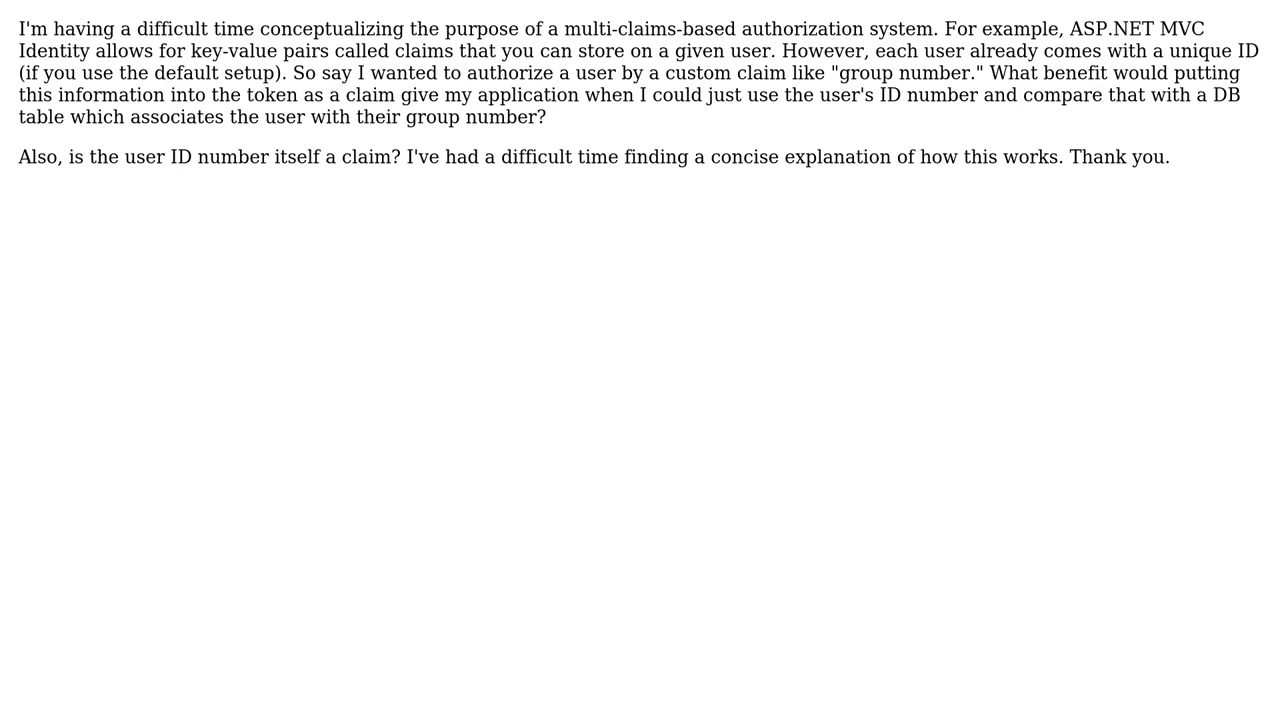 I'm having a difficult time conceptualizing the purpose of a multi-claims-based authorization system. For example, ASP.NET MVC
Identity allows for key-value pairs called claims that you can store on a given user. However, each user already comes with a unique ID
(if you use the default setup). So say I wanted to authorize a user by a custom claim like "group number." What benefit would putting
this information into the token as a claim give my application when I could just use the user's ID number and compare that with a DB
table which associates the user with their group number?
Also, is the user ID number itself a claim? I've had a difficult time finding a concise explanation of how this works. Thank you.